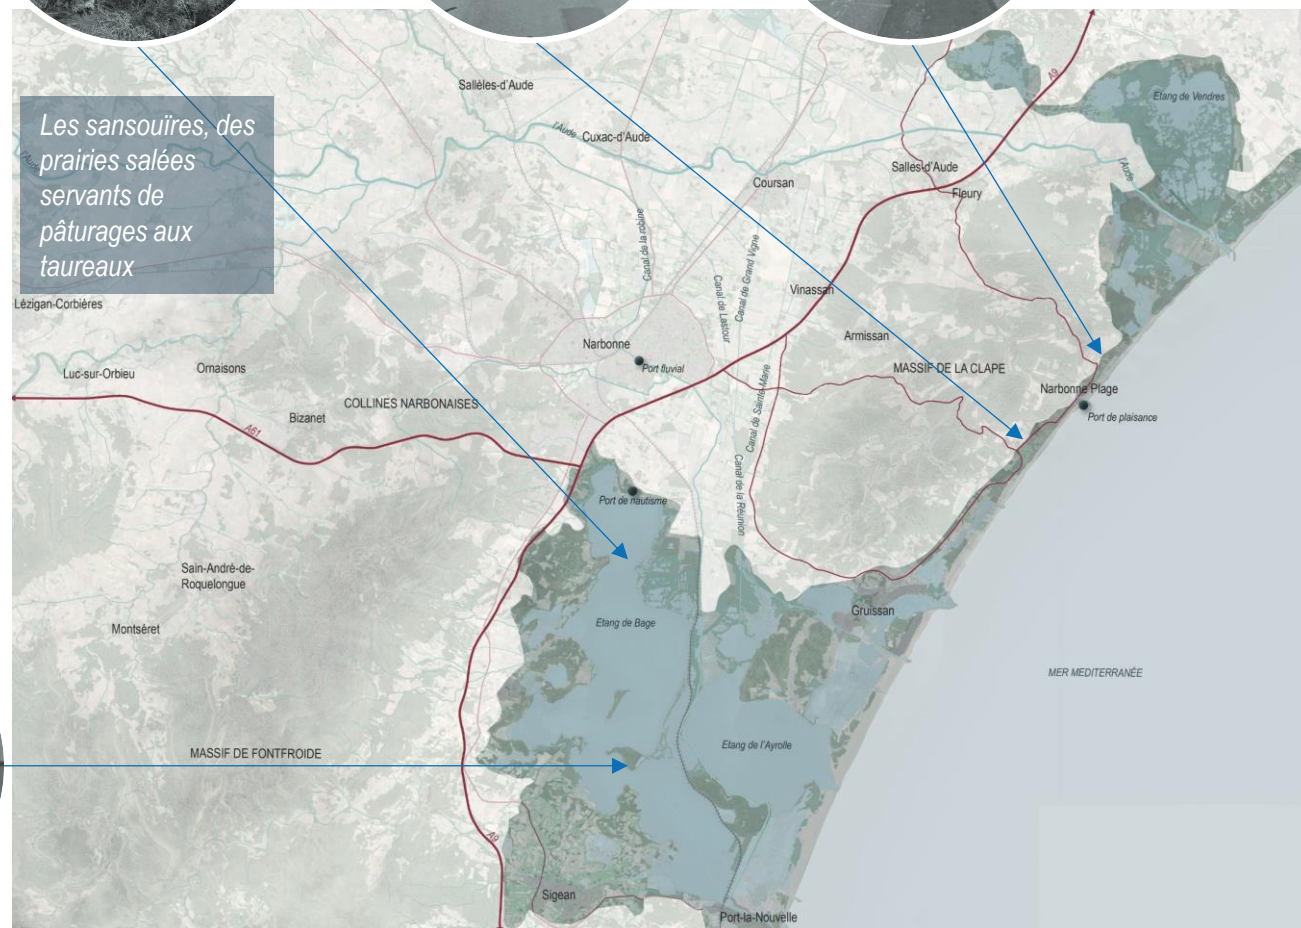 Les sansouïres, des
prairies salées
servants de
pâturages aux
taureaux
Sallèles-d'Aude
l'Aude
Cuxac-d'Aude
Coursan
Salles-d'Aude
Fleury
A9
Etang de Vendres
l'Aude
l'Aude
Canal de la robine
Canal de Lastour
Canal de Grand Vigne
Vinassan
Armissan
MASSIF DE LA CLAPE
Narbonne Plage
Port de plaisance
Lézigan-Corbières
Luc-sur-Orbieu
Ornaisons
Bizanet
COLLINES NARBONAISES
Narbonne
Port fluvial
A61
Canal de Sainte-Marie
Canal de la Réunion
Port de nautisme
Sain-André-de-
Roquelongue
Montséret
Etang de Bage
Gruissan
MER MEDITERRANÉE
MASSIF DE FONTFROIDE
Etang de l'Ayrolle
A9
Sigean
Port-la-Nouvelle